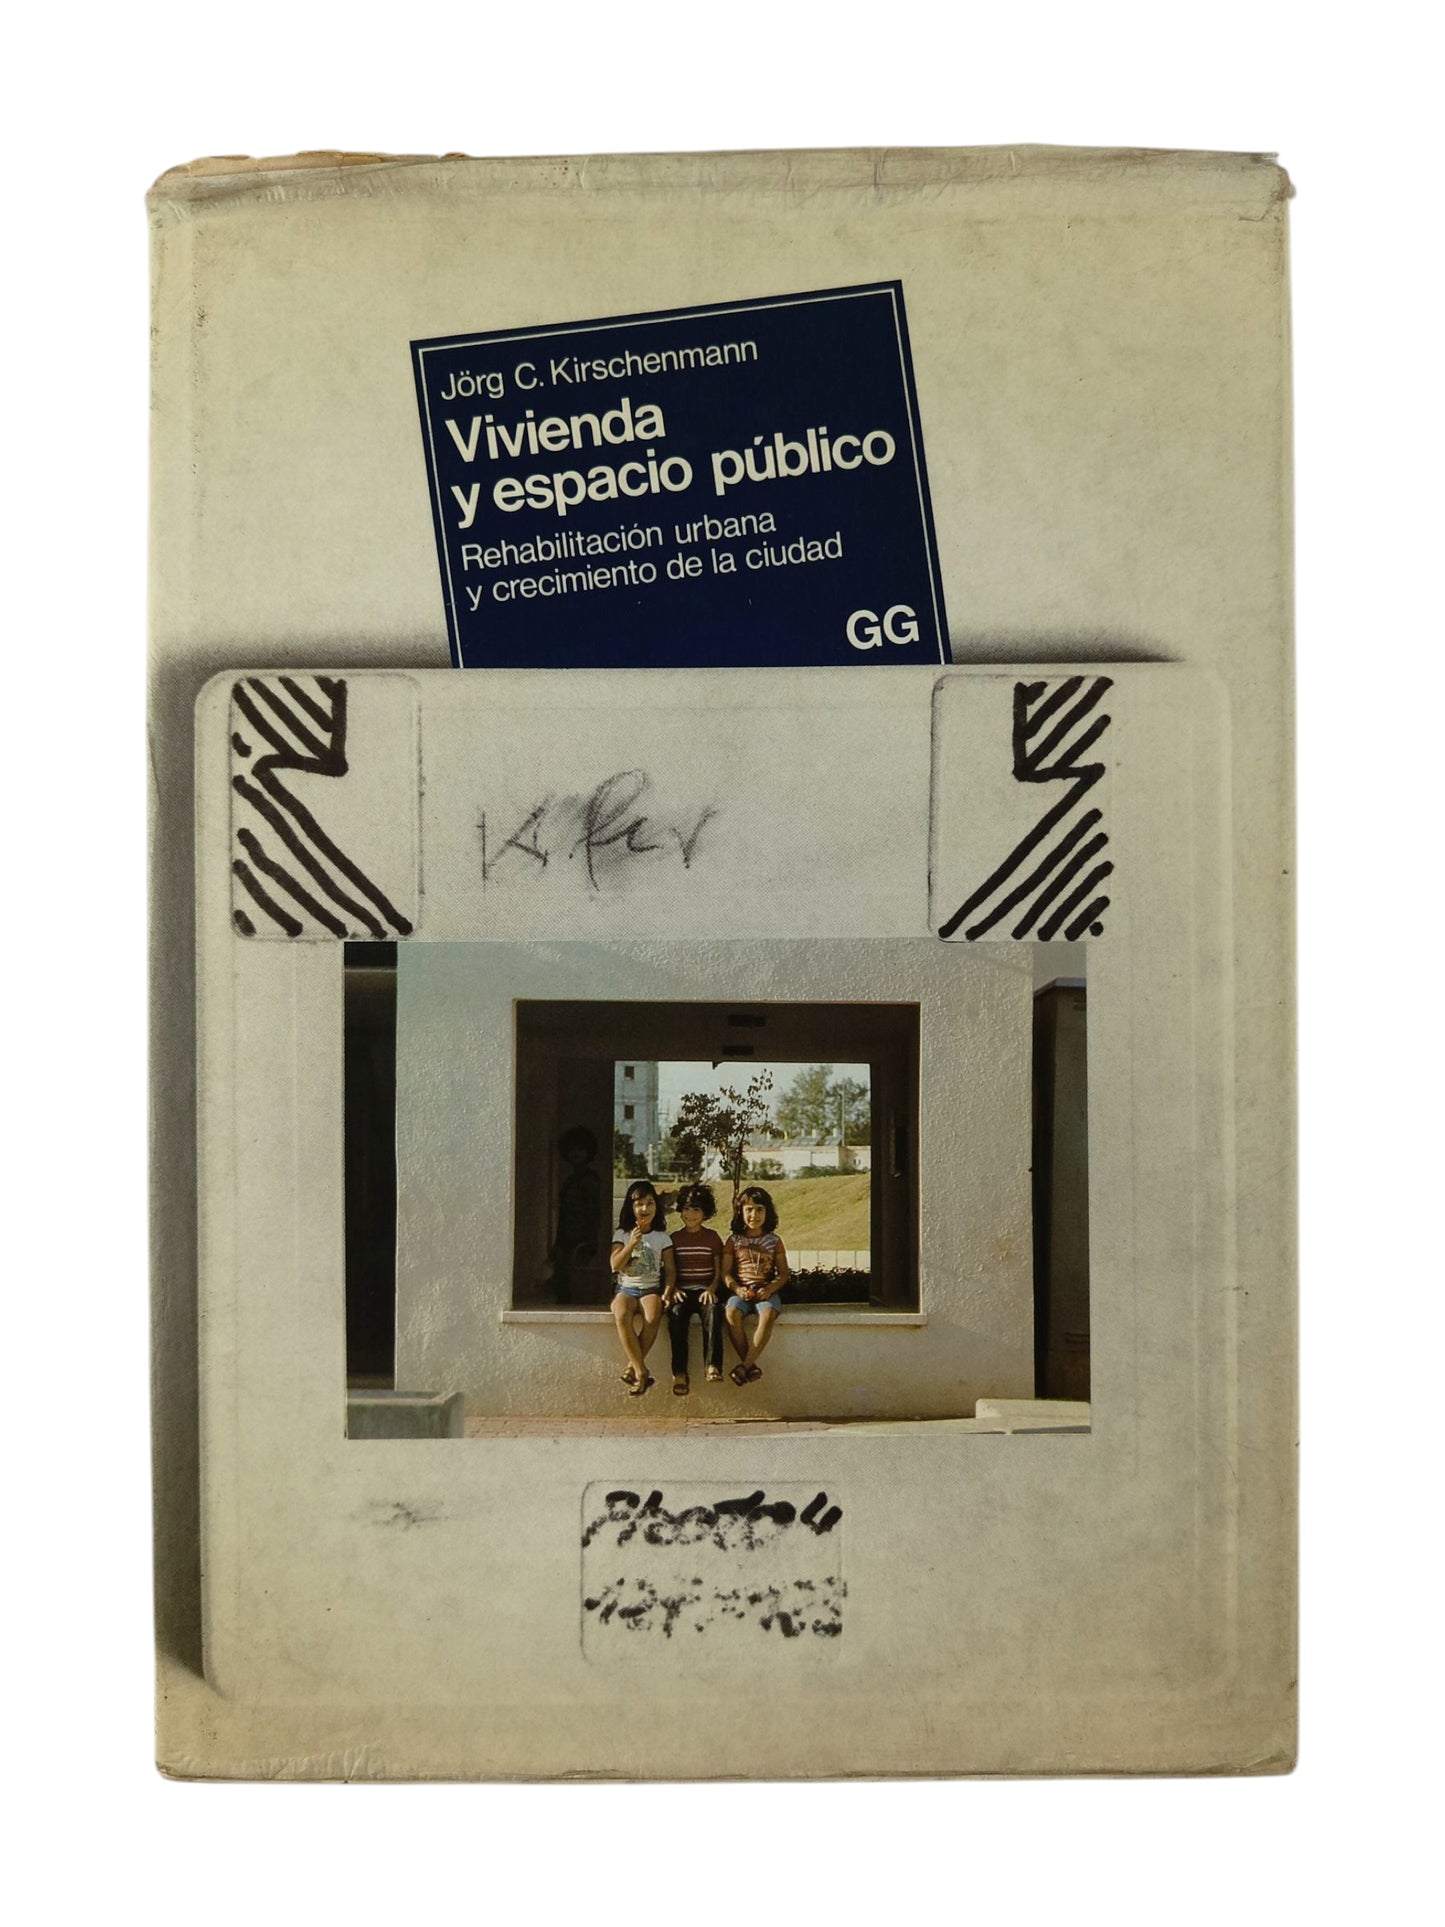 Jörg C. Kirschenmann
Vivienda
y espacio público
Rehabilitación urbana
y crecimiento de la ciudad
GG